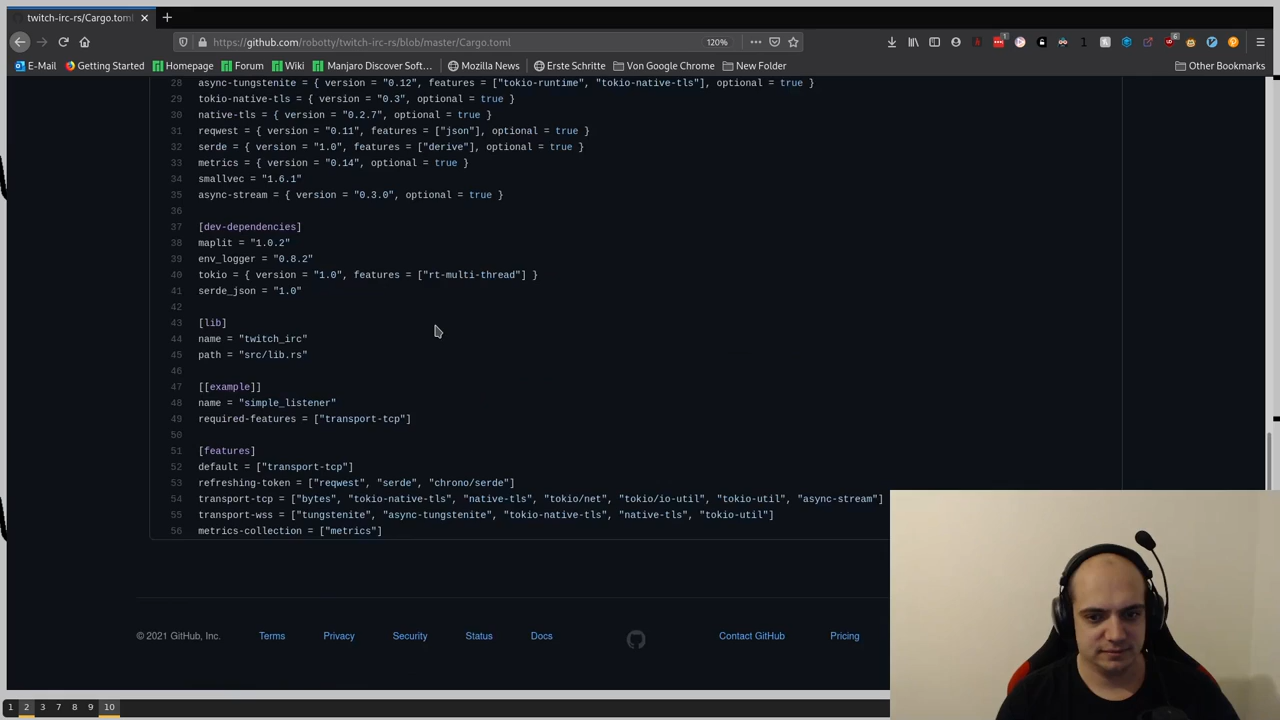 twitch-irc-rs/Cargo.toml
https://github.com/robotty/twitch-irc-rs/blob/master/Cargo.toml 120%
E-Mail Getting Started Homepage Forum Wiki Manjaro Discover Soft... Mozilla News Erste Schritte Von Google Chrome New Folder Other Bookmarks
28 async-tungstenite = { version = "0.12", features = ["tokio-runtime", "tokio-native-tls"], optional = true }
29 tokio-native-tls = { version = "0.3", optional = true }
30 native-tls = { version = "0.2.7", optional = true }
31 reqwest = { version = "0.11", features = ["json"], optional = true }
32 serde = { version = "1.0", features = ["derive"], optional = true }
33 metrics = { version = "0.14", optional = true }
34 smallvec = "1.6.1"
35 async-stream = { version = "0.3.0", optional = true }
36
37 [dev-dependencies]
38 maplit = "1.0.2"
39 env_logger = "0.8.2"
40 tokio = { version = "1.0", features = ["rt-multi-thread"] }
41 serde_json = "1.0"
42
43 [lib]
44 name = "twitch_irc"
45 path = "src/lib.rs"
46
47 [[example]]
48 name = "simple_listener"
49 required-features = ["transport-tcp"]
50
51 [features]
52 default = ["transport-tcp"]
53 refreshing-token = ["reqwest", "serde", "chrono/serde"]
54 transport-tcp = ["bytes", "tokio-native-tls", "native-tls", "tokio/net", "tokio/io-util", "tokio-util", "async-stream"]
55 transport-wss = ["tungstenite", "async-tungstenite", "tokio-native-tls", "native-tls", "tokio-util"]
56 metrics-collection = ["metrics"]
© 2021 GitHub, Inc. Terms Privacy Security Status Docs Contact GitHub Pricing
1 2 3 7 8 9 10